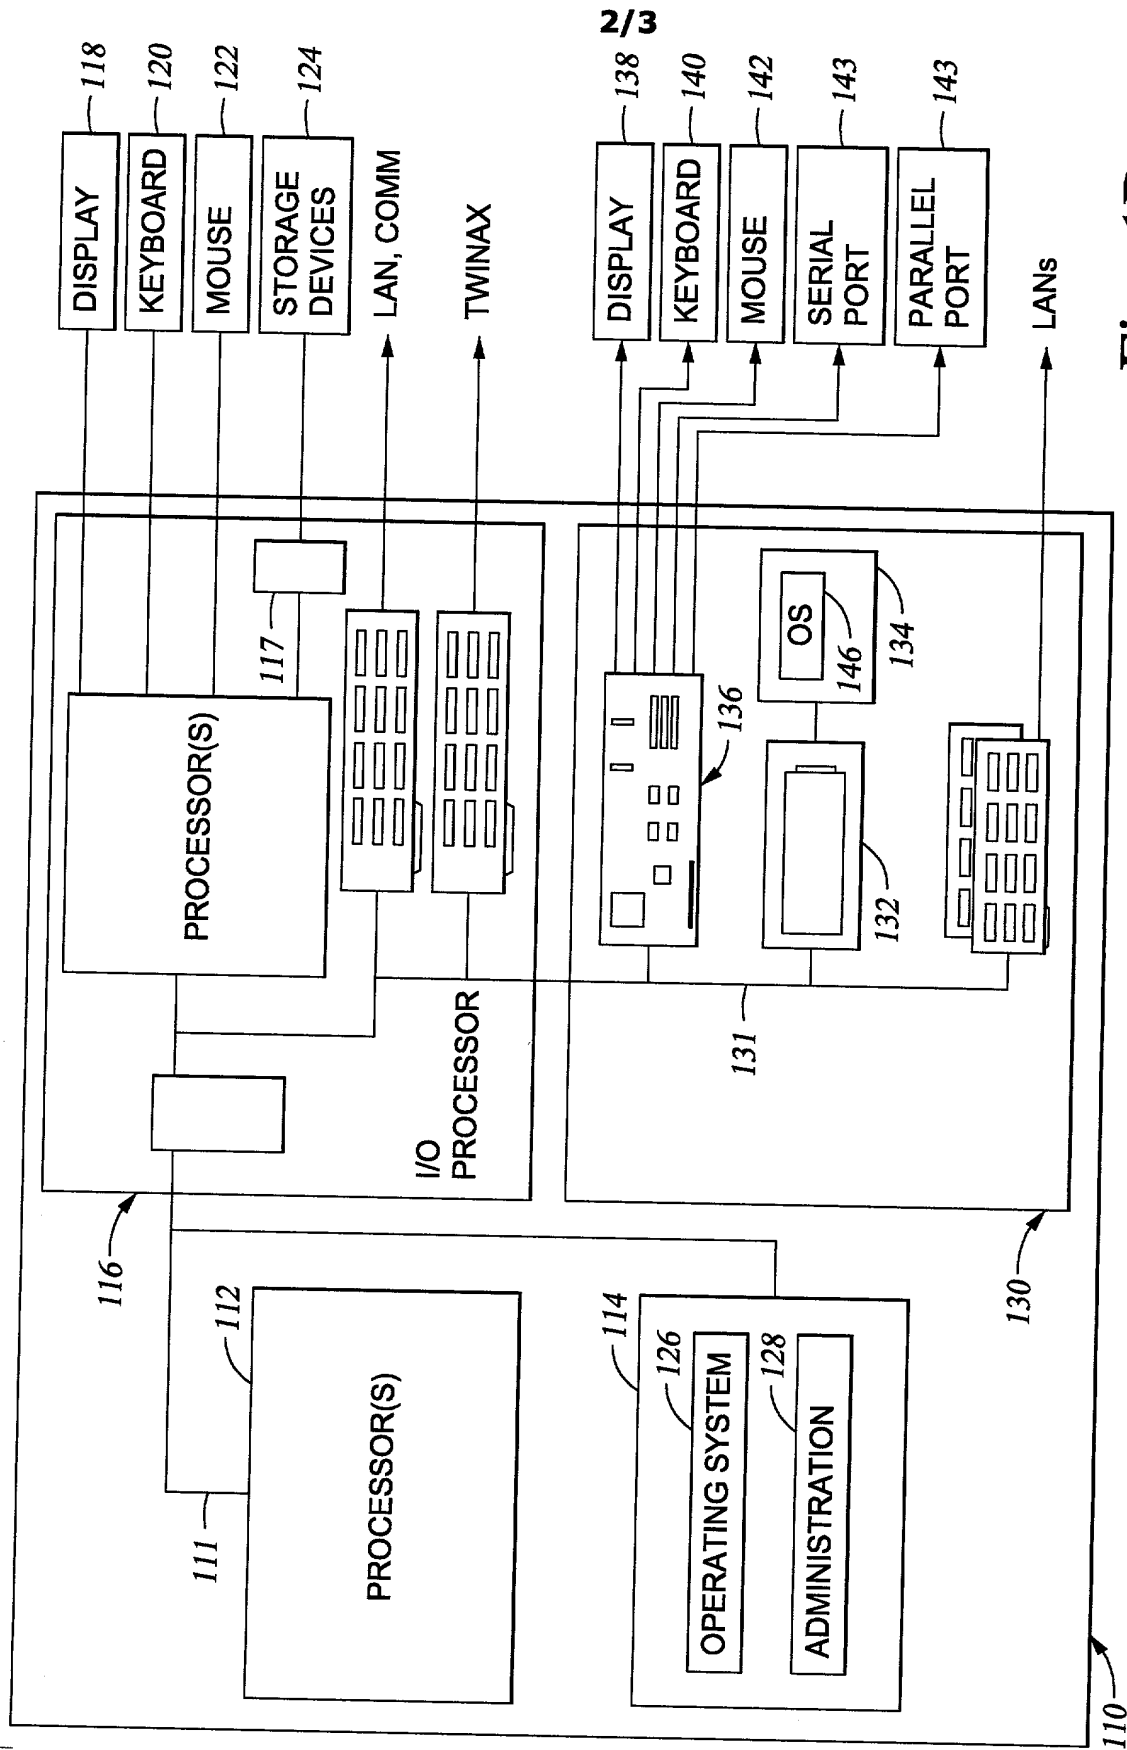 2/3
DISPLAY
118
KEYBOARD
120
MOUSE
122
STORAGE
DEVICES
124
LAN, COMM
TWINAX
117
PROCESSOR(S)
I/O
PROCESSOR
116
DISPLAY
138
KEYBOARD
140
MOUSE
142
SERIAL
PORT
143
PARALLEL
PORT
143
LANs
136
OS
146
134
132
131
130
111
112
PROCESSOR(S)
114
126
OPERATING SYSTEM
128
ADMINISTRATION
110